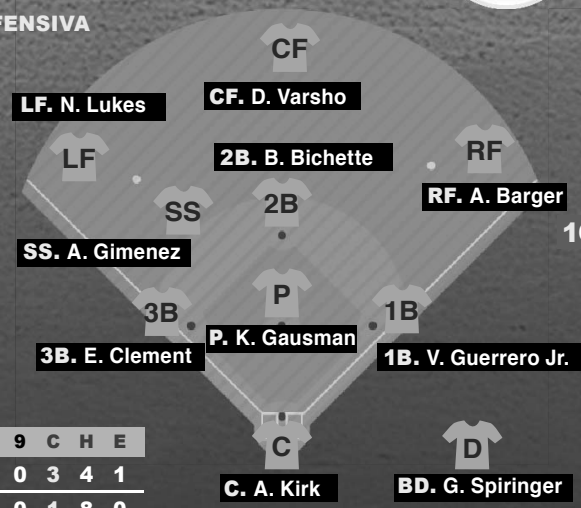 FENSIVA
CF
CF. D. Varsho
LF. N. Lukes
LF
2B. B. Bichette
RF
RF. A. Barger
SS
2B
SS. A. Gimenez
P
3B
1B
P. K. Gausman
3B. E. Clement
1B. V. Guerrero Jr.
9 C H E
0 3 4 1
C
D
C. A. Kirk
BD. G. Spiringer